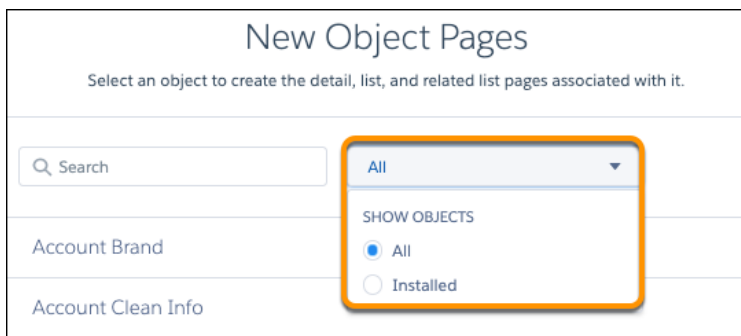 New Object Pages
Select an object to create the detail, list, and related list pages associated with it.
Search
All
SHOW OBJECTS
All
Installed
Account Brand
Account Clean Info